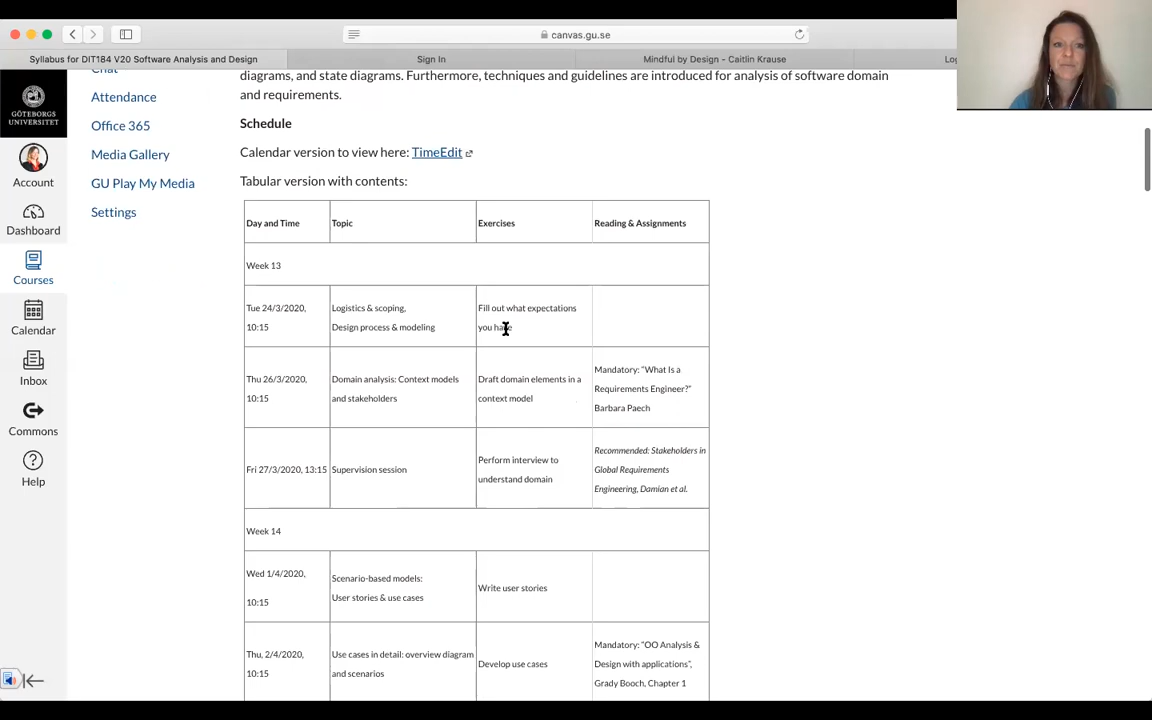 canvas.gu.se
Syllabus for DIT184 V20 Software Analysis and Design
Sign In
Mindful by Design - Caitlin Krause
GÖTEBORGS
UNIVERSITET
Account
Dashboard
Courses
Calendar
Inbox
Commons
Help
Chat
Attendance
Office 365
Media Gallery
GU Play My Media
Settings
diagrams, and state diagrams. Furthermore, techniques and guidelines are introduced for analysis of software domain
and requirements.
Schedule
Calendar version to view here: TimeEdit
Tabular version with contents:
Day and Time Topic Exercises Reading & Assignments
Week 13
Tue 24/3/2020,
10:15
Logistics & scoping,
Design process & modeling
Fill out what expectations
you have
Thu 26/3/2020,
10:15
Domain analysis: Context models
and stakeholders
Draft domain elements in a
context model
Mandatory: "What Is a
Requirements Engineer?"
Barbara Paech
Fri 27/3/2020, 13:15
Supervision session
Perform interview to
understand domain
Recommended: Stakeholders in
Global Requirements
Engineering, Damian et al.
Week 14
Wed 1/4/2020,
10:15
Scenario-based models:
User stories & use cases
Write user stories
Thu, 2/4/2020,
10:15
Use cases in detail: overview diagram
and scenarios
Develop use cases
Mandatory: "OO Analysis &
Design with applications",
Grady Booch, Chapter 1